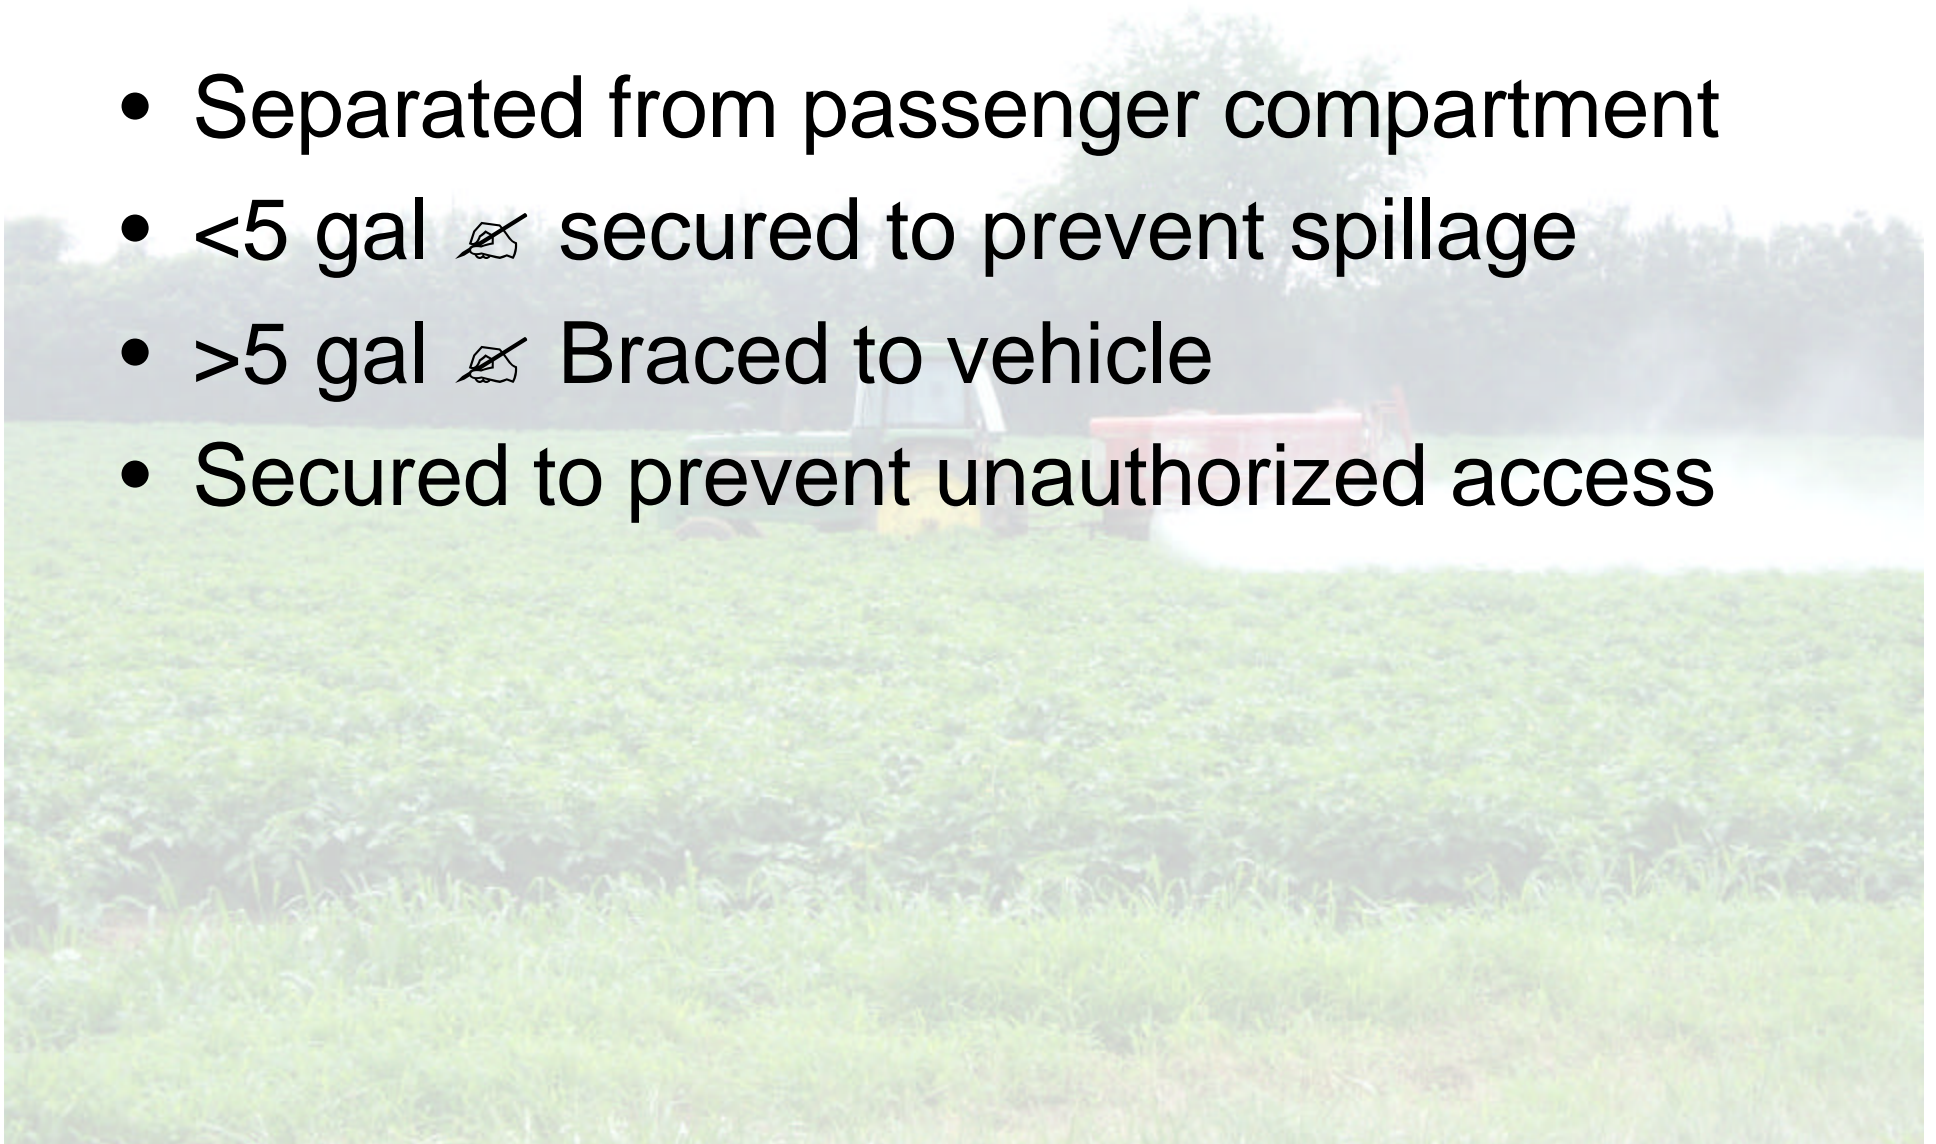 • Separated from passenger compartment
• <5 gal ✍ secured to prevent spillage
• >5 gal ✍ Braced to vehicle
• Secured to prevent unauthorized access